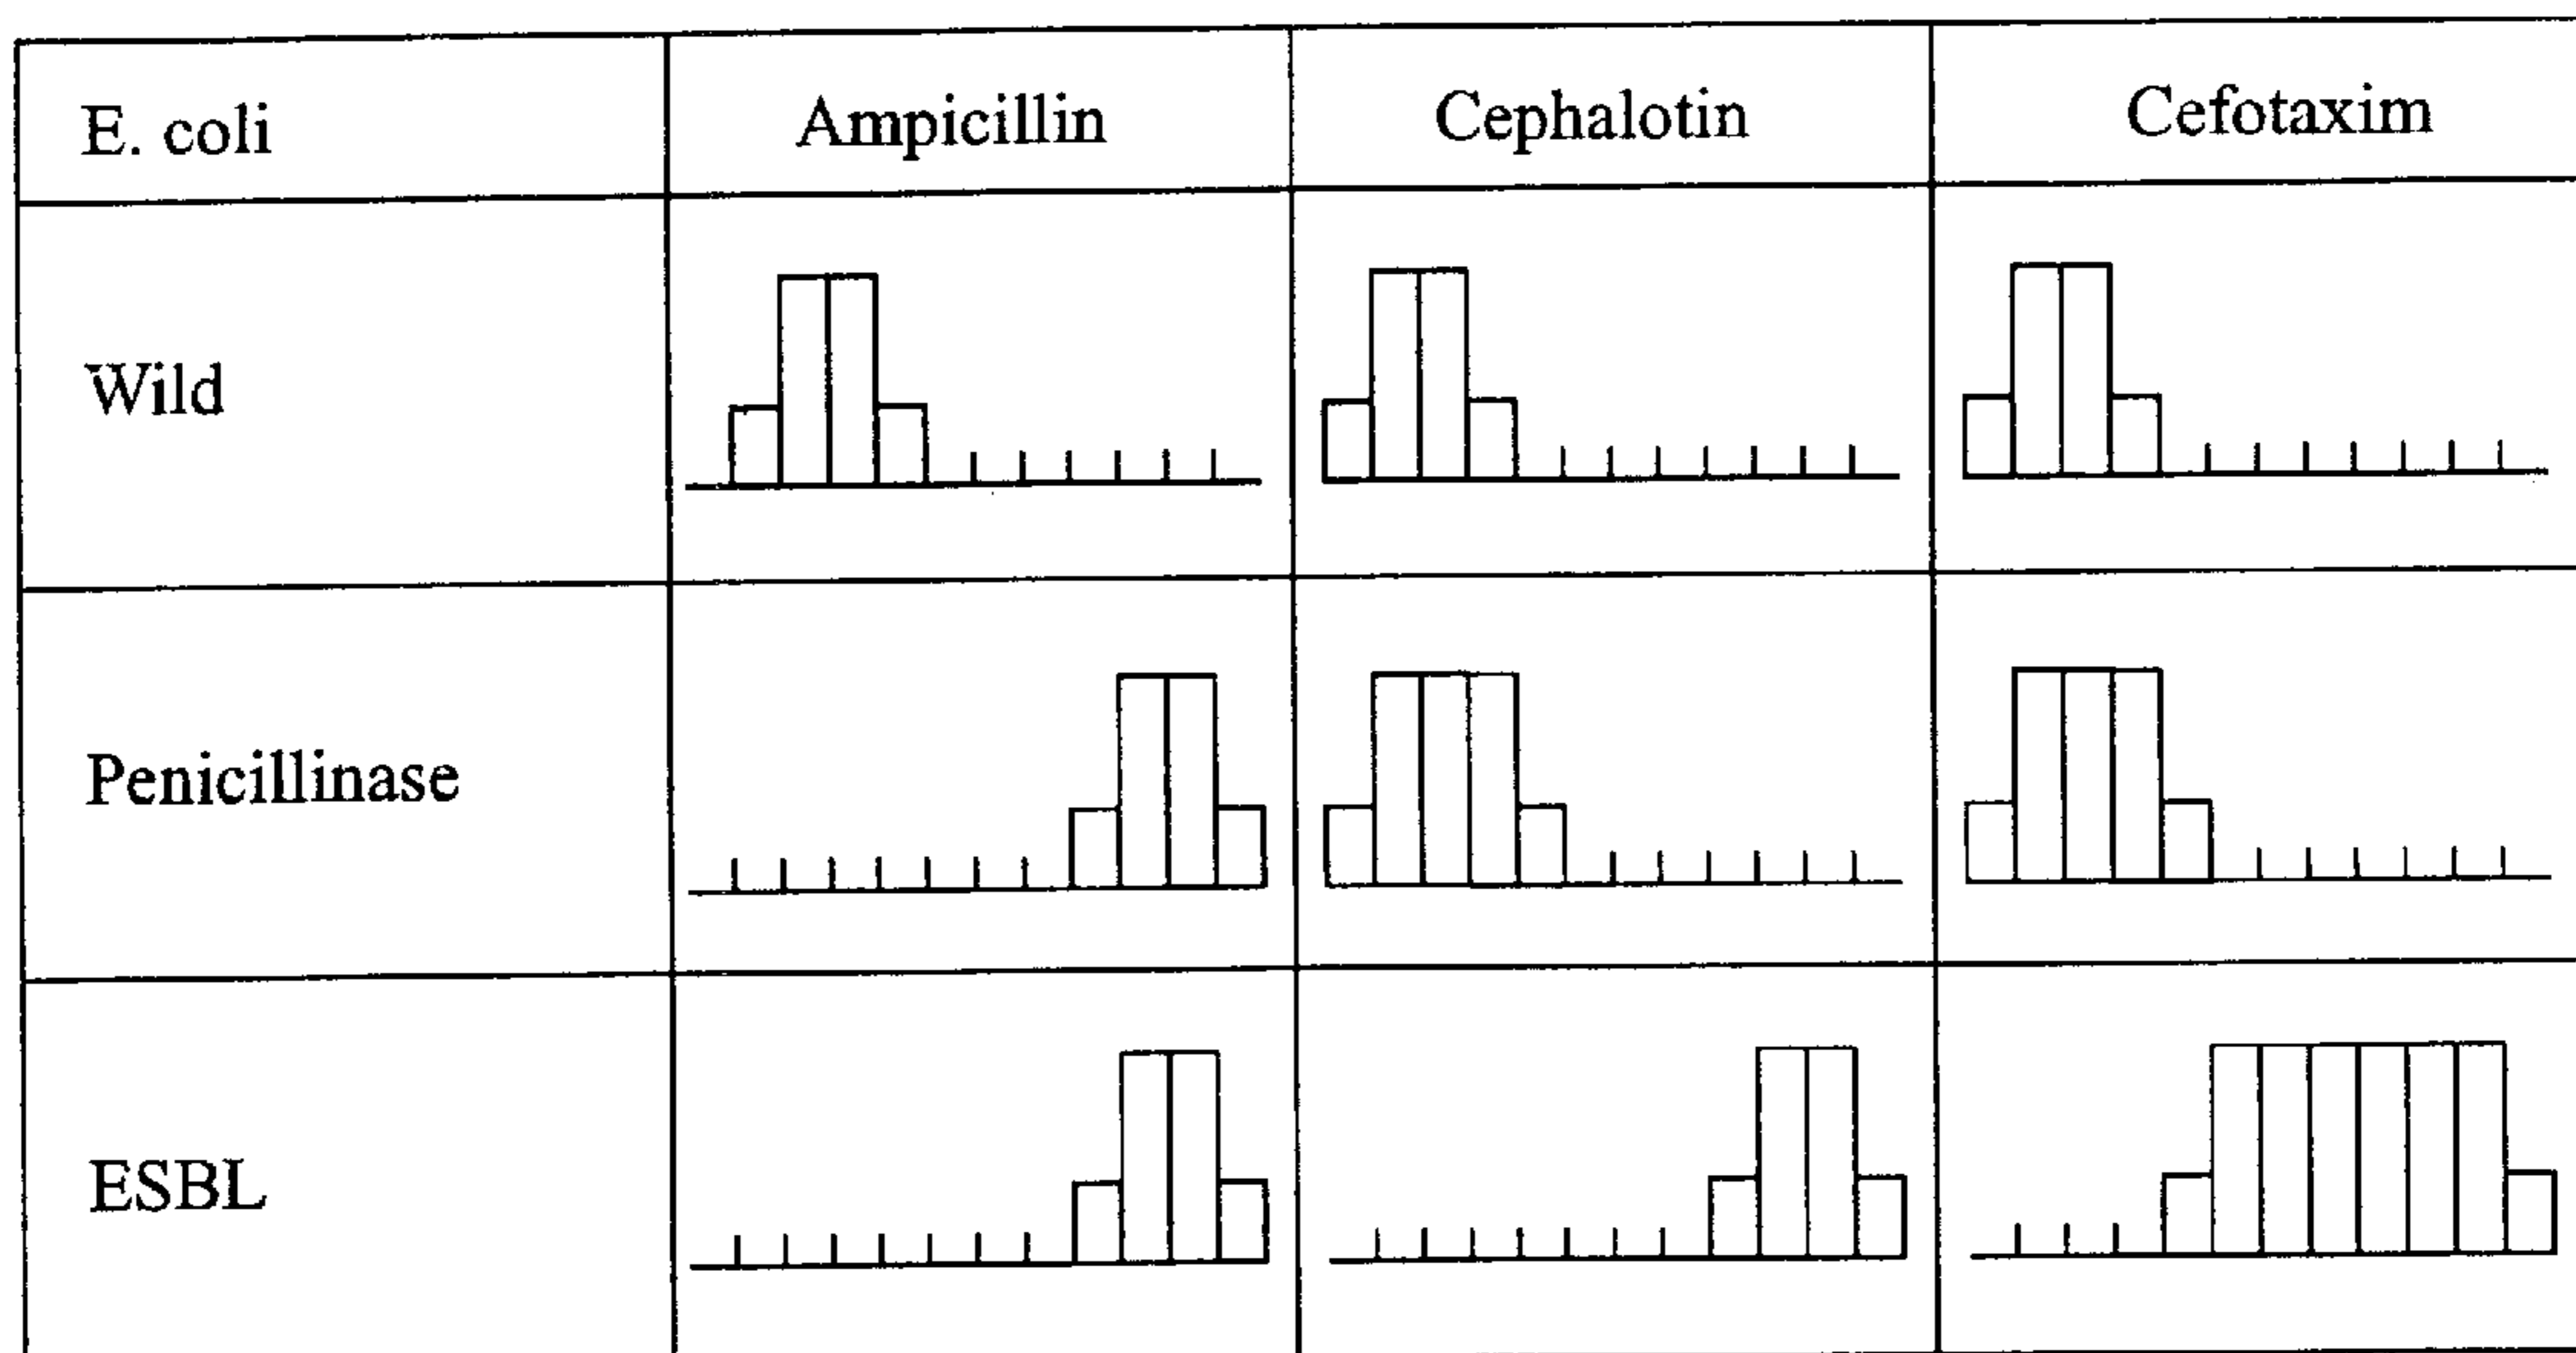 E. coli
Ampicillin
Cephalotin
Cefotaxim
Wild
Penicillinase
ESBL